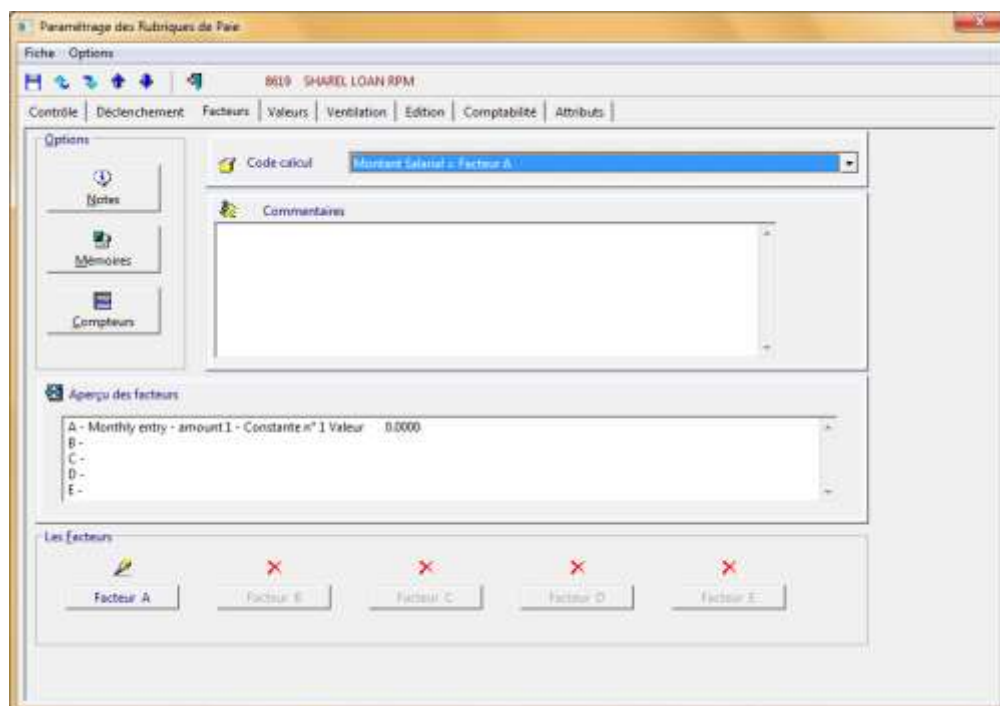 Paramétrage des Rubriques de Paie
Fiche Options
8619 SHAREL LOAN RPM
Contrôle Déclenchement Facteurs Valeurs Ventilation Edition Comptabilité Attributs
Options
Code calcul Montant Salarial = Facteur A
Notes
Commentaires
Mémoires
Compteurs
Aperçu des facteurs
A - Monthly entry - amount 1 - Constante n° 1 Valeur 0.0000
B -
C -
D -
E -
Les Facteurs
Facteur A Facteur B Facteur C Facteur D Facteur E